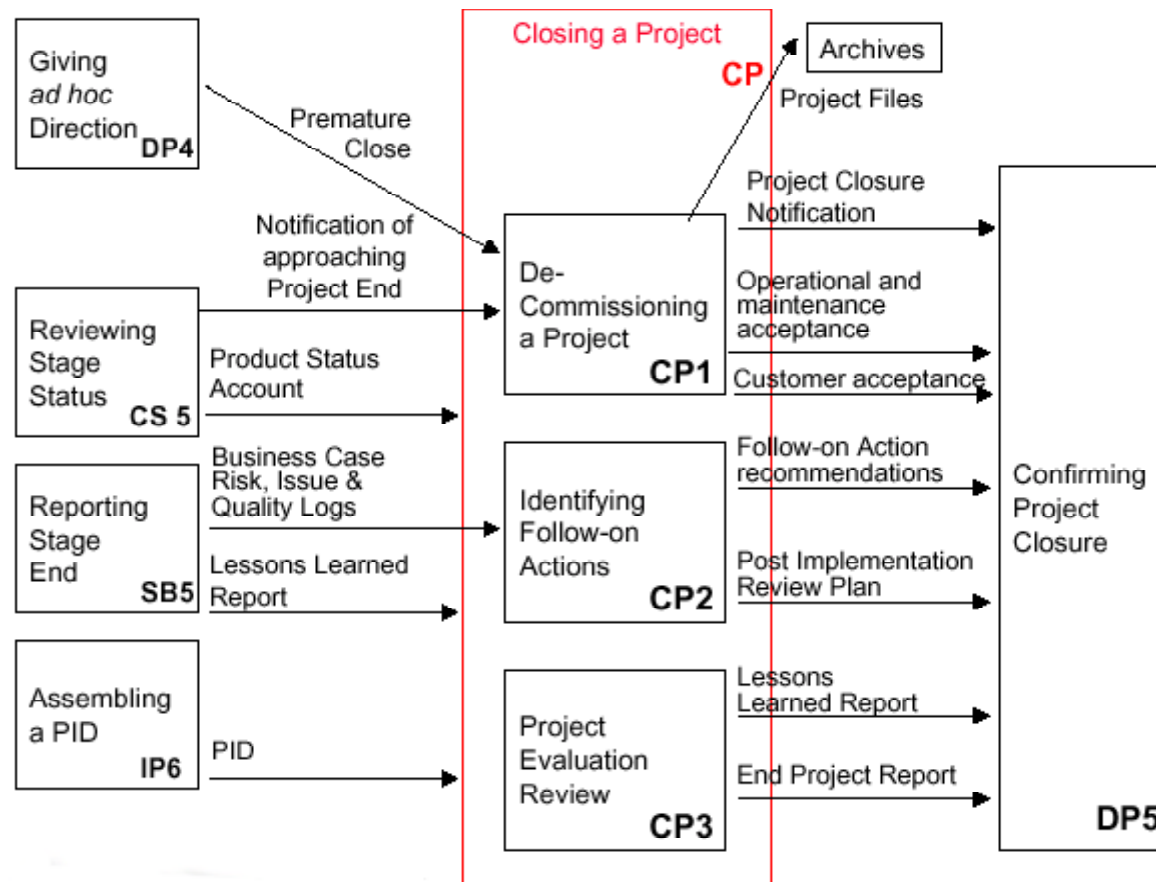 Closing a Project
CP
Archives
Project Files
Giving
ad hoc
Direction
DP4
Premature
Close
Notification of
approaching
Project End
Reviewing
Stage
Status
CS 5
Product Status
Account
Reporting
Stage
End
SB5
Business Case
Risk, Issue &
Quality Logs
Lessons Learned
Report
Assembling
a PID
IP6
PID
De-
Commissioning
a Project
CP1
Identifying
Follow-on
Actions
CP2
Project
Evaluation
Review
CP3
Project Closure
Notification
Operational and
maintenance
acceptance
Customer acceptance
Follow-on Action
recommendations
Post Implementation
Review Plan
Lessons
Learned Report
End Project Report
Confirming
Project
Closure
DP5